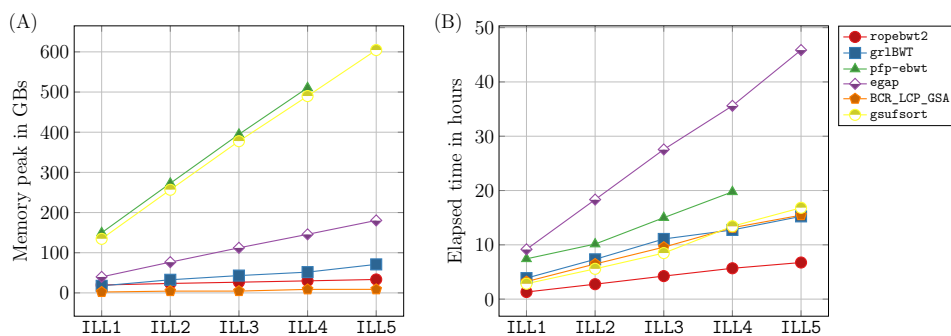 (A)
Memory peak in GBs
600
500
400
300
200
100
0
ILL1 ILL2 ILL3 ILL4 ILL5
(B)
Elapsed time in hours
50
40
30
20
10
0
ILL1 ILL2 ILL3 ILL4 ILL5
ropebwt2
grlBWT
pfp-ebwt
egap
BCR_LCP_GSA
gsufsort